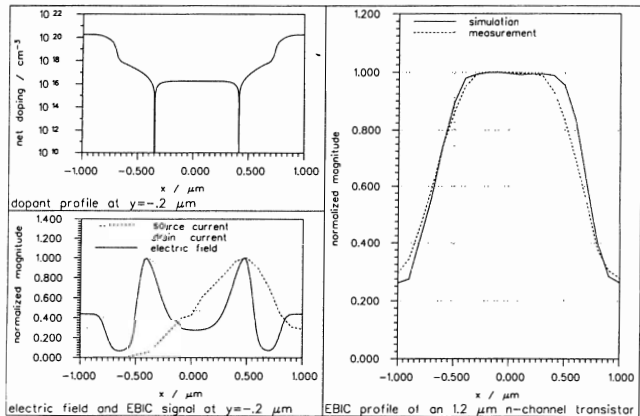 10 22
10 20
10 18
10 16
10 14
10 12
10 10
net doping / cm-3
-1.000 -0.500 0.000 0.500 1.000
x / μm
dopant profile at y=-.2 μm
1.400
1.200
1.000
0.800
0.600
0.400
0.200
0.000
normalized magnitude
source current
drain current
electric field
-1.000 -0.500 0.000 0.500 1.000
x / μm
electric field and EBIC signal at y=-.2 μm
simulation
measurement
1.000
0.800
0.600
0.400
0.200
0.000
normalized magnitude
-1.000 -0.500 0.000 0.500 1.000
x / μm
EBIC profile of an 1.2 μm n-channel transistor